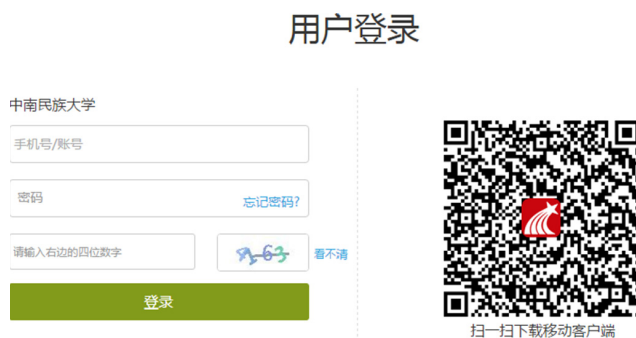 用户登录
中南民族大学
手机号/账号
密码
忘记密码?
请输入右边的四位数字
看不清
登录
扫一扫下载移动客户端